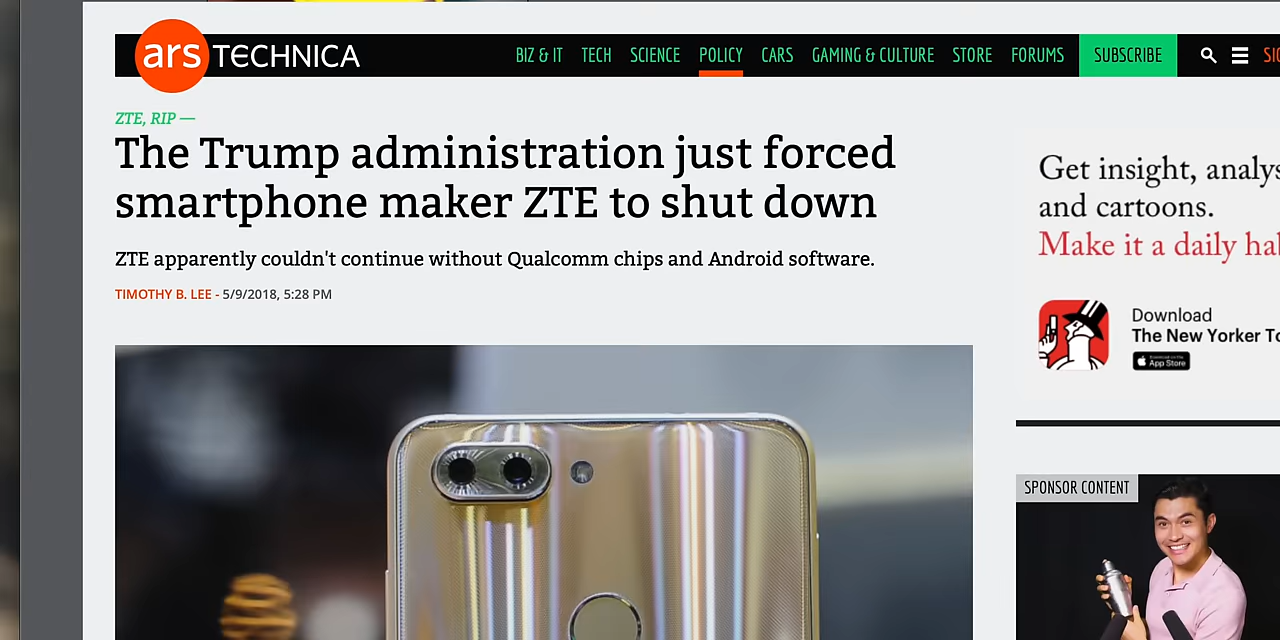 ars TECHNICA
BIZ & IT TECH SCIENCE POLICY CARS GAMING & CULTURE STORE FORUMS SUBSCRIBE
ZTE, RIP —
The Trump administration just forced
smartphone maker ZTE to shut down
ZTE apparently couldn't continue without Qualcomm chips and Android software.
TIMOTHY B. LEE - 5/9/2018, 5:28 PM
Get insight,
and cartoons.
Make it a daily
Download
The New Yorker
Download on the
App Store
SPONSOR CONTENT